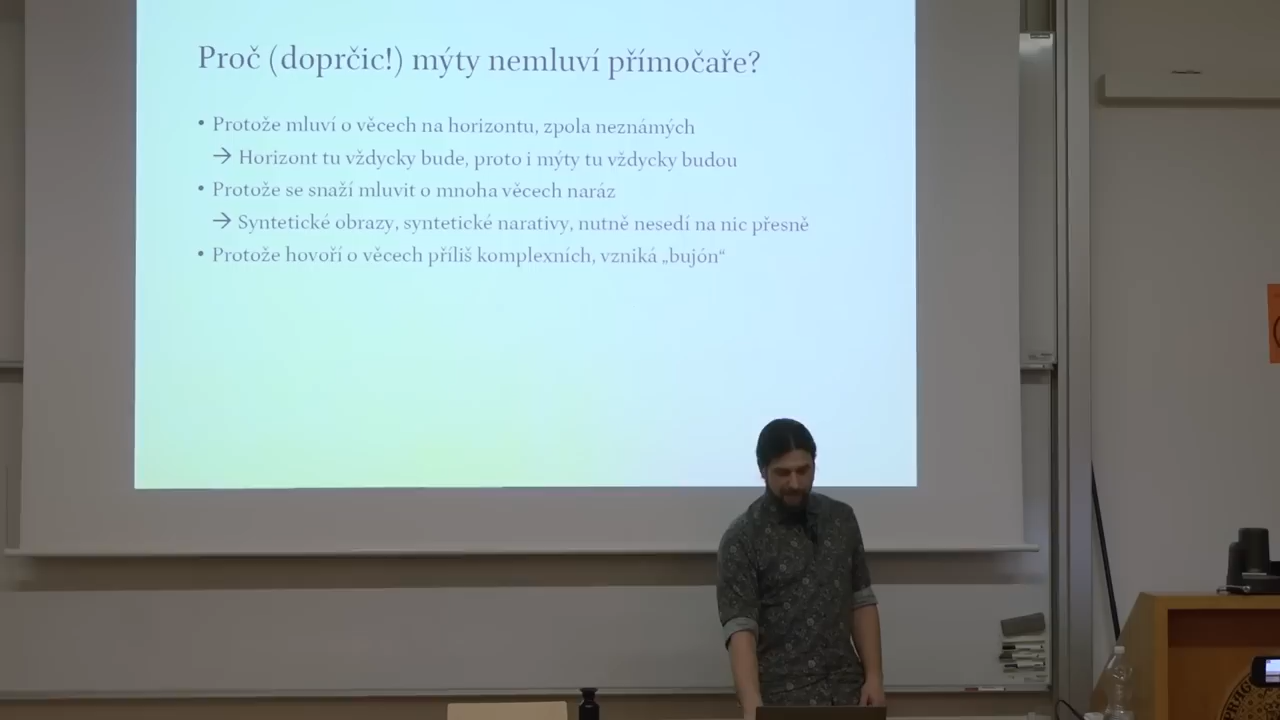 Proč (doprčic!) mýty nemluví přímočaře?
• Protože mluví o věcech na horizontu, zpola neznámých
→ Horizont tu vždycky bude, proto i mýty tu vždycky budou
• Protože se snaží mluvit o mnoha věcech naráz
→ Syntetické obrazy, syntetické narativy, nutně nesedí na nic přesně
• Protože hovoří o věcech příliš komplexních, vzniká „bujón“